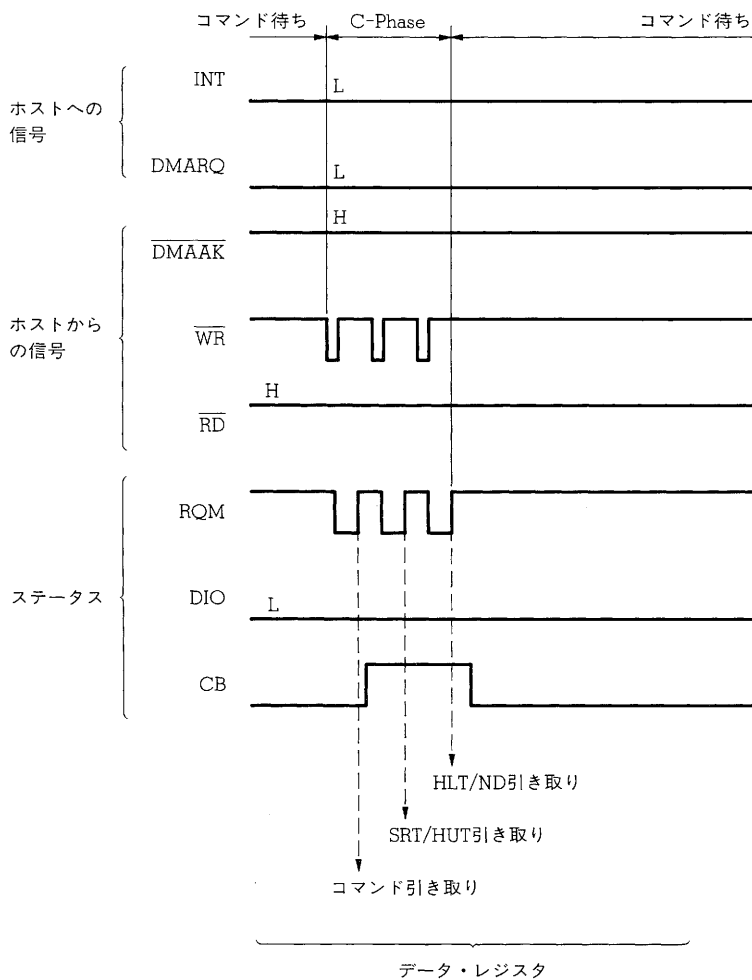 コマンド待ち C-Phase コマンド待ち
INT L
ホストへの
信号
DMARQ L
H
DMAAK
ホストから
の信号
WR
H
RD
RQM
ステータス
DIO L
CB
HLT/ND引き取り
SRT/HUT引き取り
コマンド引き取り
データ・レジスタ